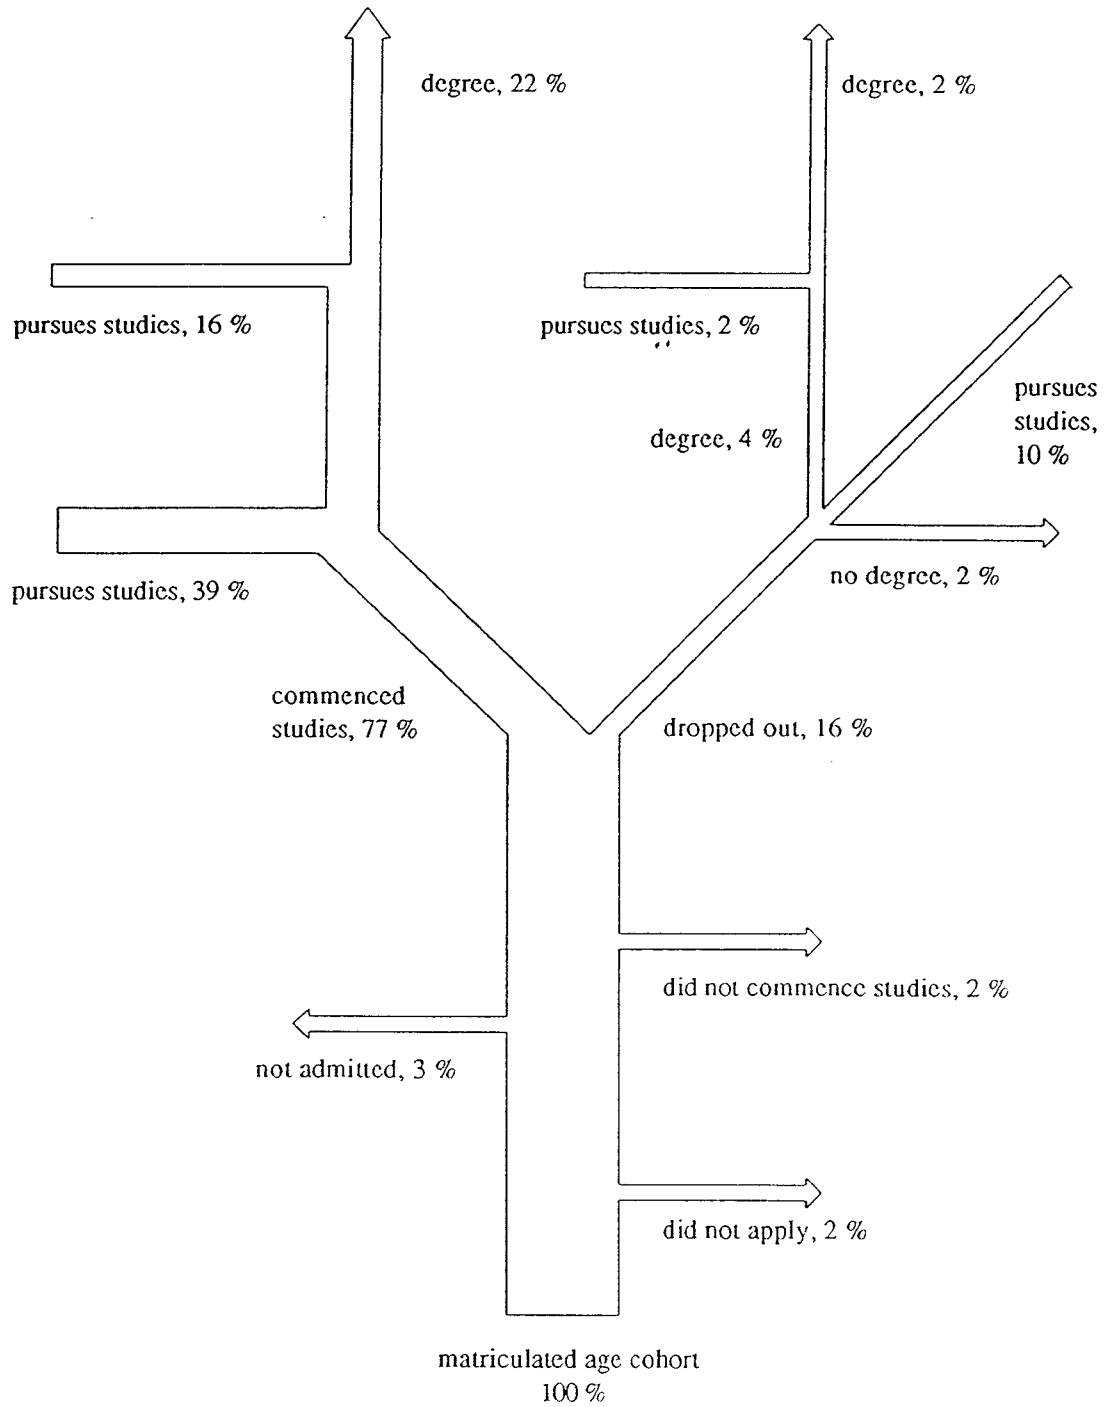 degree, 22 %
degree, 2 %
pursues studies, 16 %
pursues studies, 2 %
pursues
studies,
10 %
degree, 4 %
no degree, 2 %
pursues studies, 39 %
commenced
studies, 77 %
dropped out, 16 %
did not commence studies, 2 %
not admitted, 3 %
did not apply, 2 %
matriculated age cohort
100 %